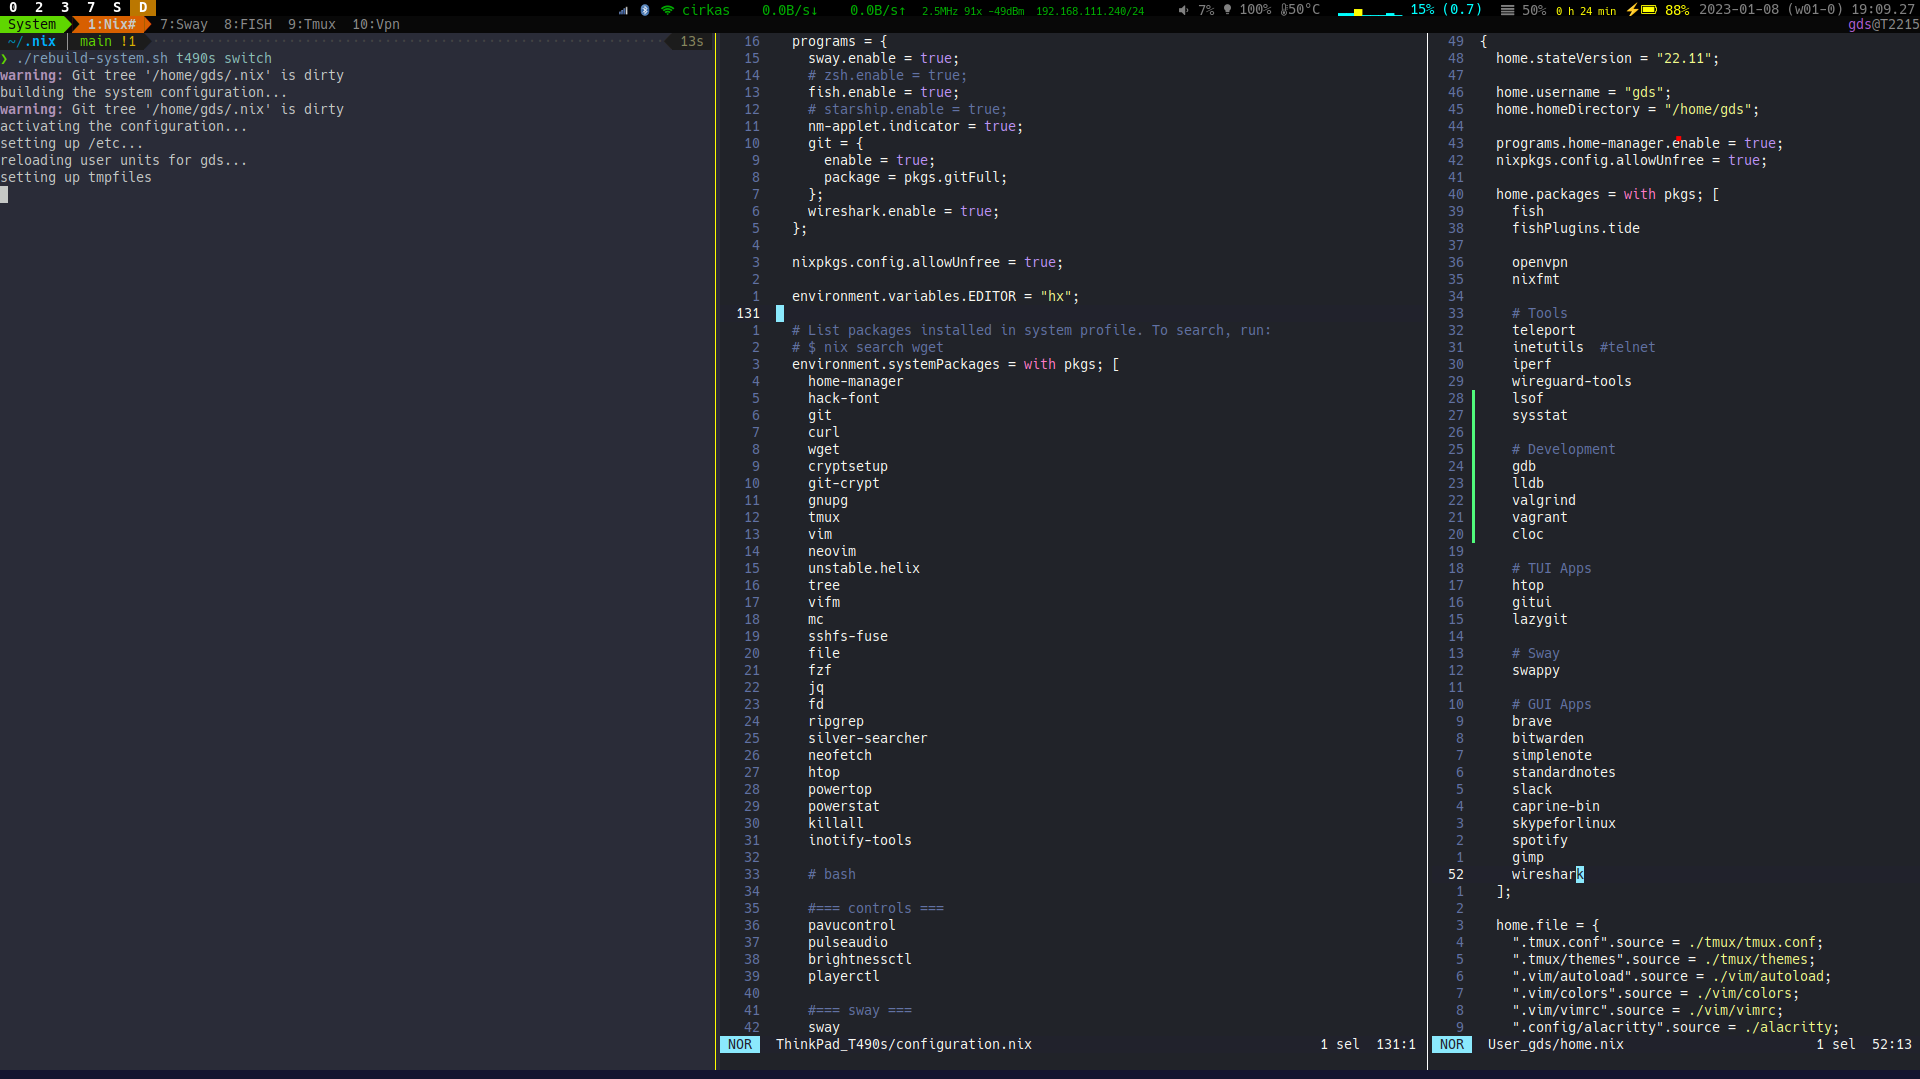 0 2 3 7 S D
cirkas 0.0B/s↓ 0.0B/s↑ 2.5MHz 91x -49dBm 192.168.111.240/24 7% 100% 50°C 15% (0.7) 50% 0 h 24 min 88% 2023-01-08 (w01-0) 19:09.27
System 1:Nix# 7:Sway 8:FISH 9:Tmux 10:Vpn gds@T2215
~/.nix main !1 13s
❯ ./rebuild-system.sh t490s switch
warning: Git tree '/home/gds/.nix' is dirty
building the system configuration...
warning: Git tree '/home/gds/.nix' is dirty
activating the configuration...
setting up /etc...
reloading user units for gds...
setting up tmpfiles
16 programs = {
15 sway.enable = true;
14 # zsh.enable = true;
13 fish.enable = true;
12 # starship.enable = true;
11 nm-applet.indicator = true;
10 git = {
9 enable = true;
8 package = pkgs.gitFull;
7 };
6 wireshark.enable = true;
5 };
4
3 nixpkgs.config.allowUnfree = true;
2
1 environment.variables.EDITOR = "hx";
131
1 # List packages installed in system profile. To search, run:
2 # $ nix search wget
3 environment.systemPackages = with pkgs; [
4 home-manager
5 hack-font
6 git
7 curl
8 wget
9 cryptsetup
10 git-crypt
11 gnupg
12 tmux
13 vim
14 neovim
15 unstable.helix
16 tree
17 vifm
18 mc
19 sshfs-fuse
20 file
21 fzf
22 jq
23 fd
24 ripgrep
25 silver-searcher
26 neofetch
27 htop
28 powertop
29 powerstat
30 killall
31 inotify-tools
32
33 # bash
34
35 #=== controls ===
36 pavucontrol
37 pulseaudio
38 brightnessctl
39 playerctl
40
41 #=== sway ===
42 sway
NOR ThinkPad_T490s/configuration.nix 1 sel 131:1
49 {
48 home.stateVersion = "22.11";
47
46 home.username = "gds";
45 home.homeDirectory = "/home/gds";
44
43 programs.home-manager.enable = true;
42 nixpkgs.config.allowUnfree = true;
41
40 home.packages = with pkgs; [
39 fish
38 fishPlugins.tide
37
36 openvpn
35 nixfmt
34
33 # Tools
32 teleport
31 inetutils #telnet
30 iperf
29 wireguard-tools
28 lsof
27 sysstat
26
25 # Development
24 gdb
23 lldb
22 valgrind
21 vagrant
20 cloc
19
18 # TUI Apps
17 htop
16 gitui
15 lazygit
14
13 # Sway
12 swappy
11
10 # GUI Apps
9 brave
8 bitwarden
7 simplenote
6 standardnotes
5 slack
4 caprine-bin
3 skypeforlinux
2 spotify
1 gimp
52 wireshark
1 ];
2
3 home.file = {
4 ".tmux.conf".source = ./tmux/tmux.conf;
5 ".tmux/themes".source = ./tmux/themes;
6 ".vim/autoload".source = ./vim/autoload;
7 ".vim/colors".source = ./vim/colors;
8 ".vim/vimrc".source = ./vim/vimrc;
9 ".config/alacritty".source = ./alacritty;
NOR User_gds/home.nix 1 sel 52:13